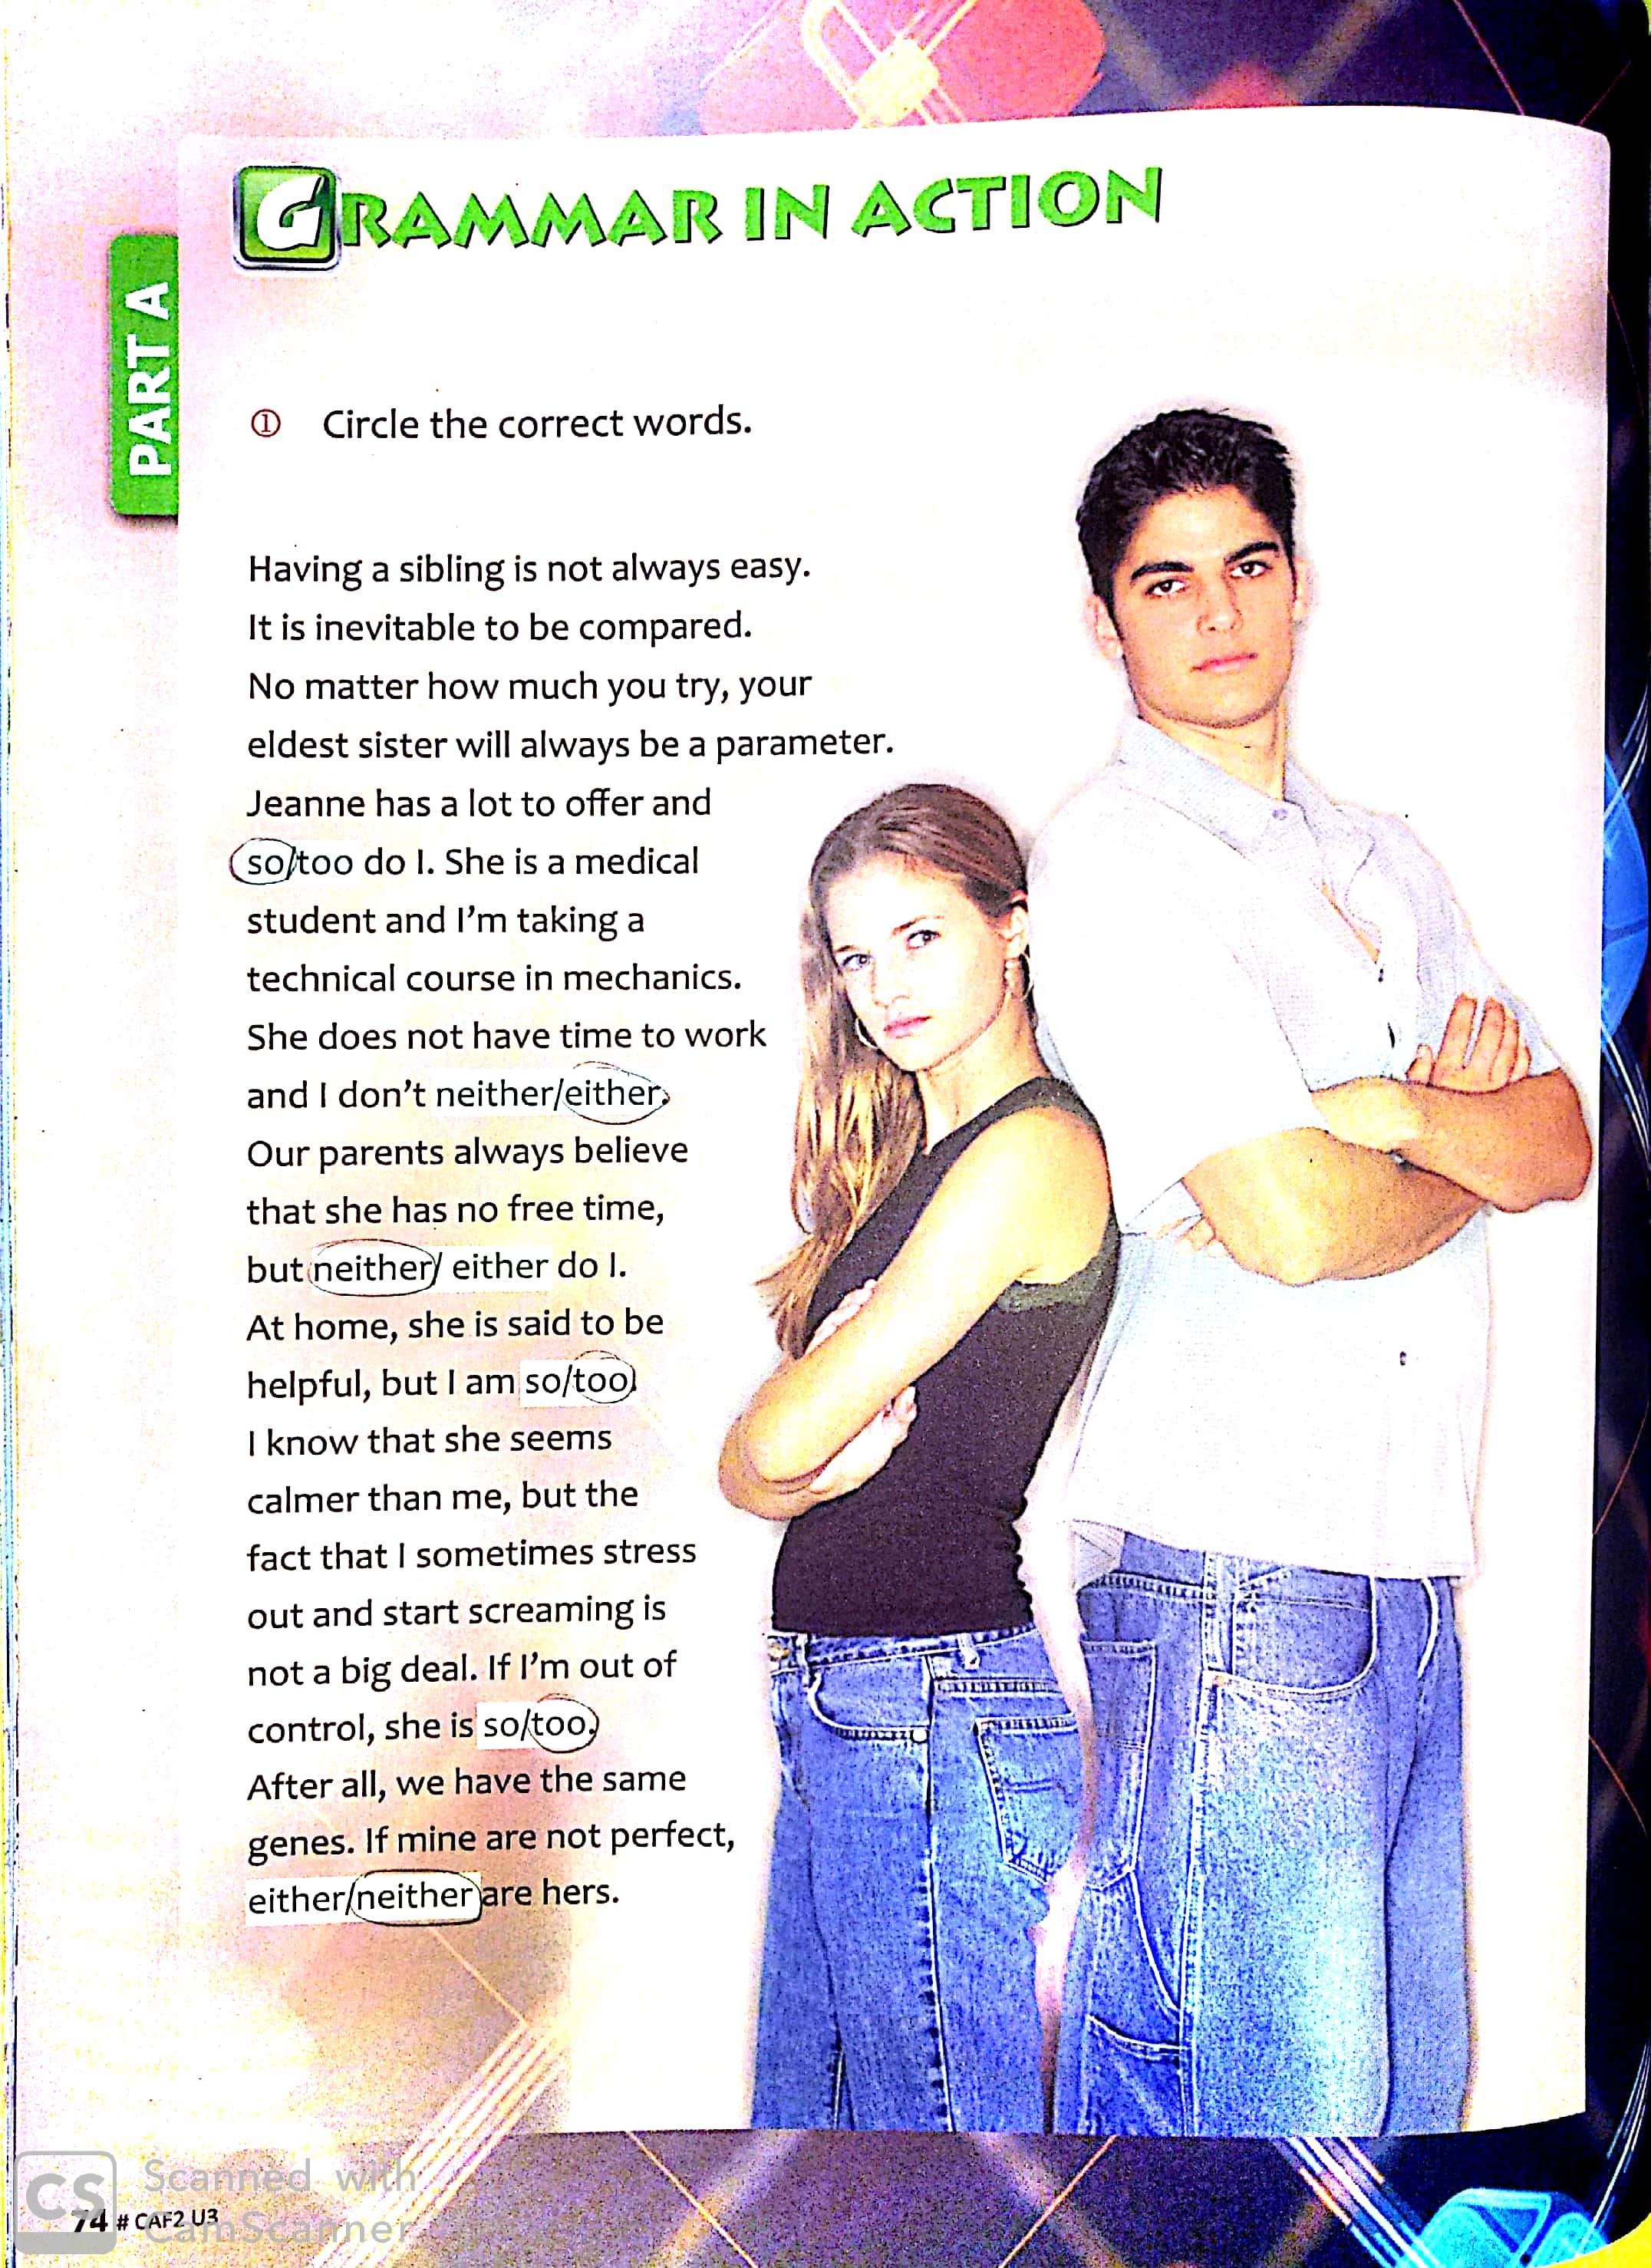 GRAMMAR IN ACTION
PART A
① Circle the correct words.
Having a sibling is not always easy.
It is inevitable to be compared.
No matter how much you try, your
eldest sister will always be a parameter.
Jeanne has a lot to offer and
so/too do I. She is a medical
student and I'm taking a
technical course in mechanics.
She does not have time to work
and I don't neither/either.
Our parents always believe
that she has no free time,
but neither/ either do I.
At home, she is said to be
helpful, but I am so/too.
I know that she seems
calmer than me, but the
fact that I sometimes stress
out and start screaming is
not a big deal. If I'm out of
control, she is so/too.
After all, we have the same
genes. If mine are not perfect,
either/neither are hers.
CS Scanned with
CamScanner
74 # CAF2 U3